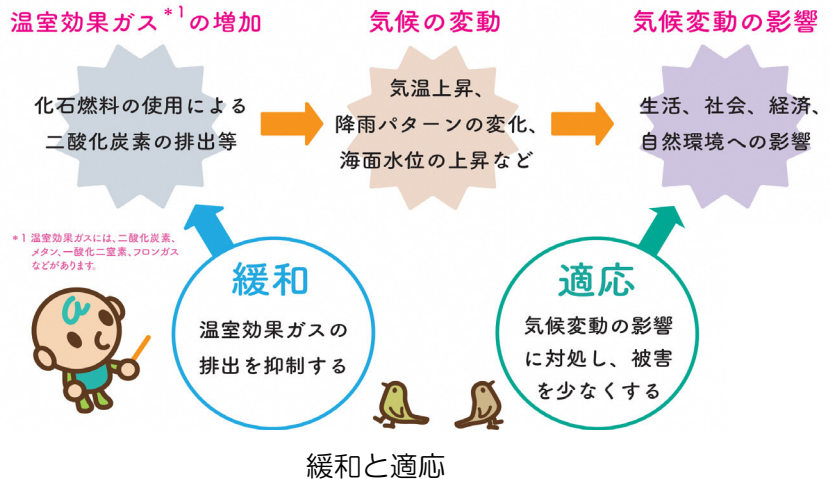 温室効果ガス＊1の増加
気候の変動
気候変動の影響
化石燃料の使用による
二酸化炭素の排出等
気温上昇、
降雨パターンの変化、
海面水位の上昇など
生活、社会、経済、
自然環境への影響
＊1 温室効果ガスには、二酸化炭素、
メタン、一酸化二窒素、フロンガス
などがあります。
緩和
温室効果ガスの
排出を抑制する
適応
気候変動の影響
に対処し、被害
を少なくする
緩和と適応